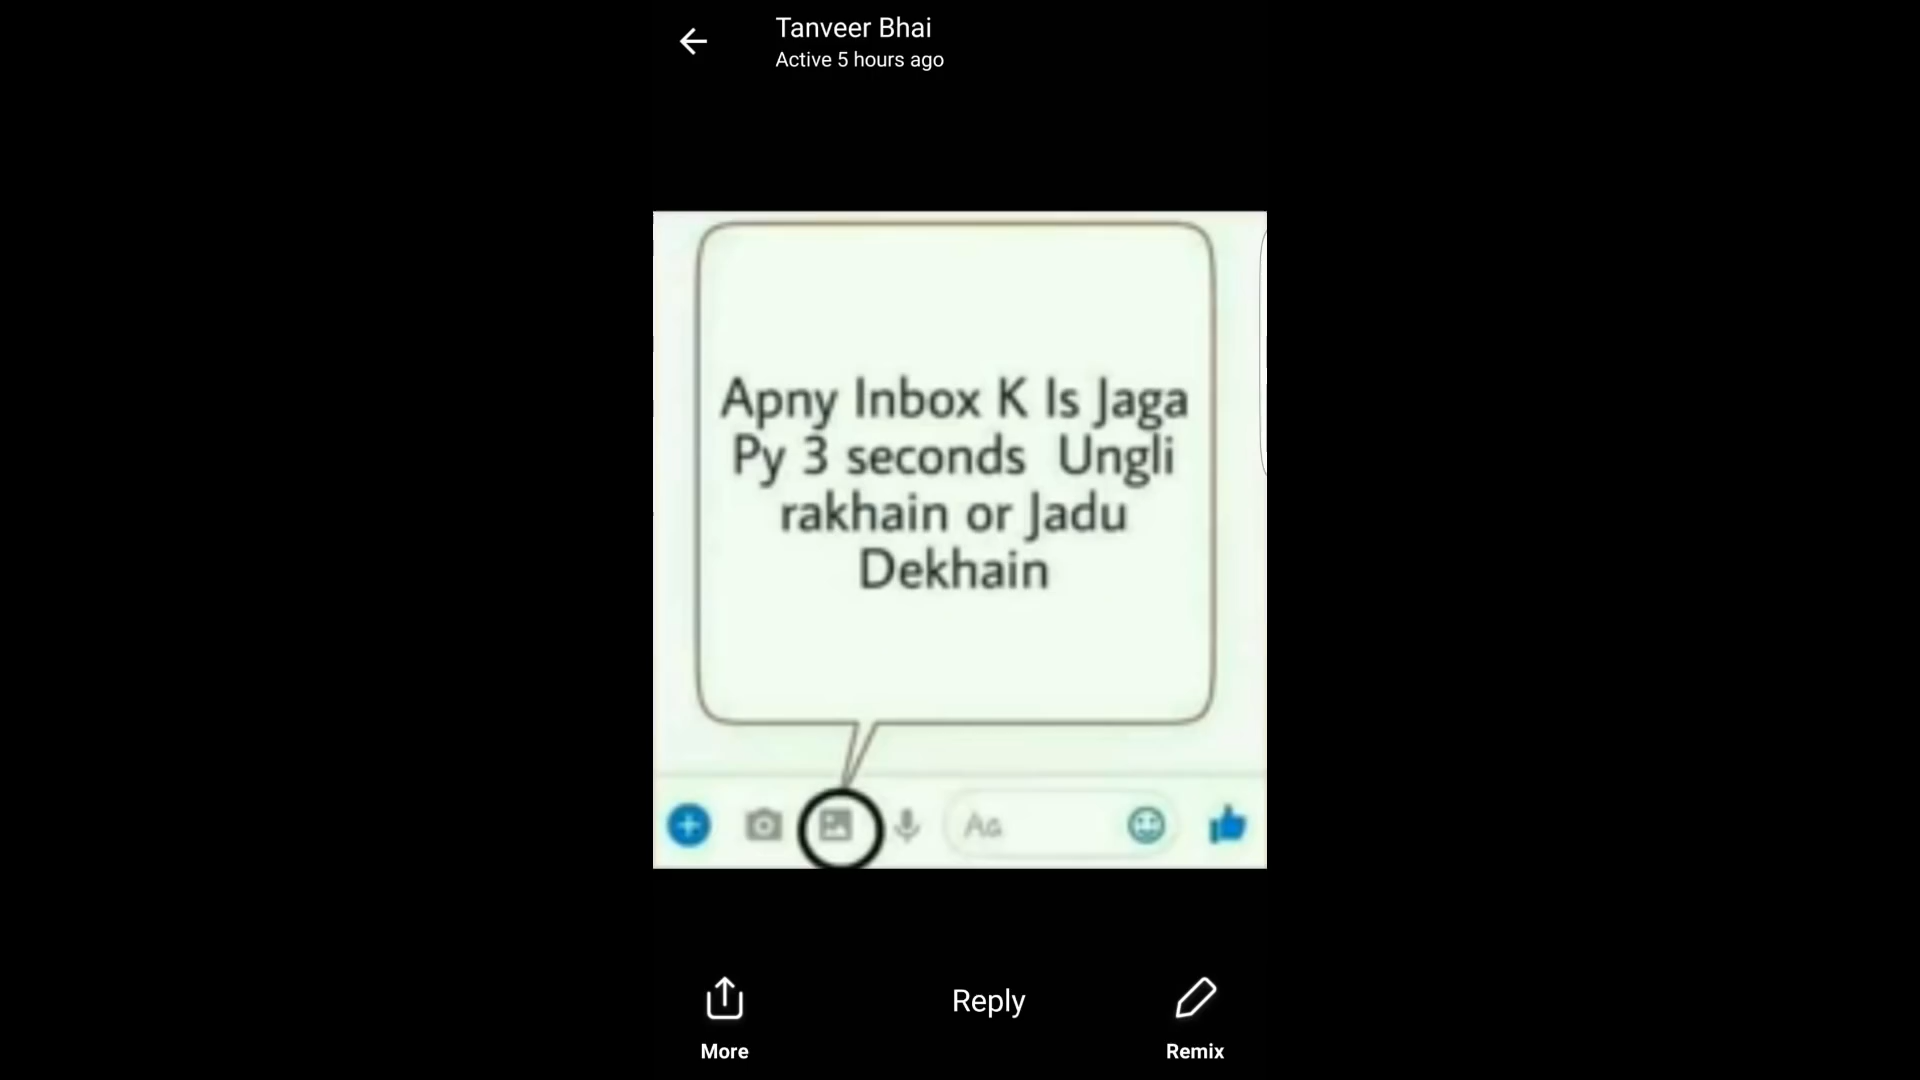 Tanveer Bhai
Active 5 hours ago
Apny Inbox K Is Jaga
Py 3 seconds Ungli
rakhain or Jadu
Dekhain
Aa
Reply
More
Remix